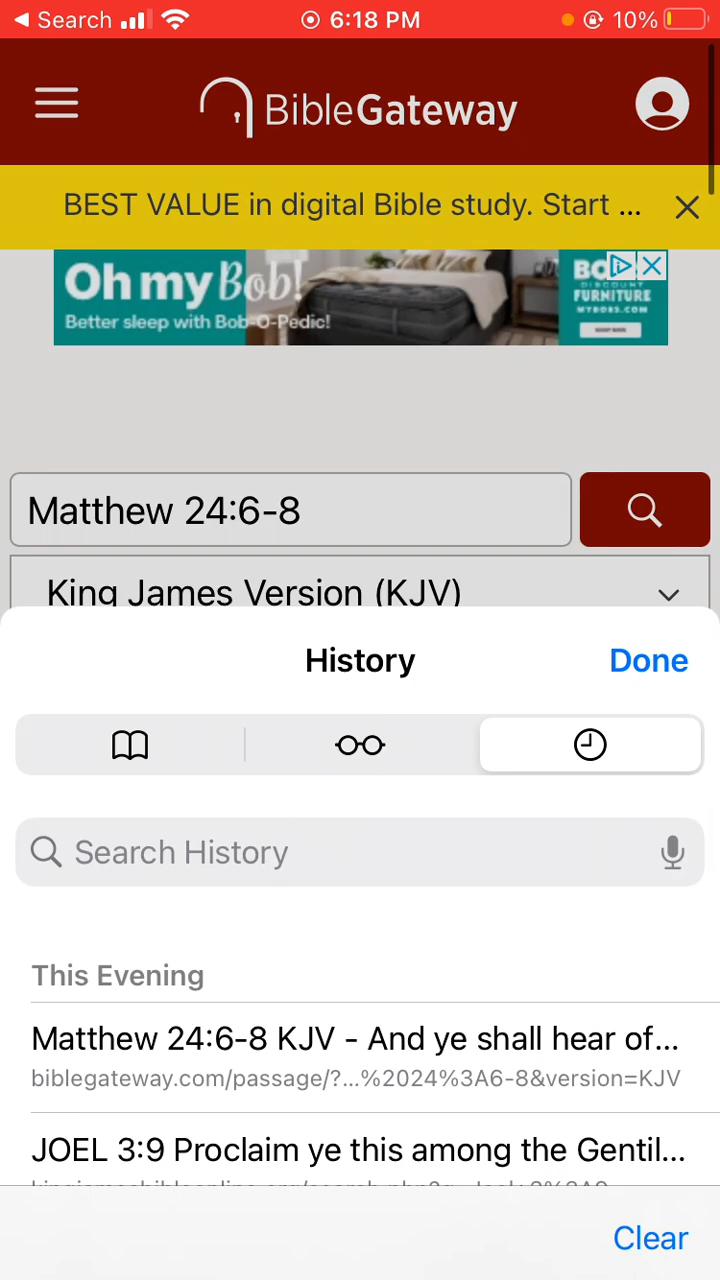 Search 6:18 PM 10%
BibleGateway
BEST VALUE in digital Bible study. Start ...
Oh my Bob!
Better sleep with Bob-O-Pedic!
DISCOUNT
FURNITURE
MYBOBS.COM
SHOP NOW
Matthew 24:6-8
King James Version (KJV)
History
Done
Search History
This Evening
Matthew 24:6-8 KJV - And ye shall hear of...
biblegateway.com/passage/?...%2024%3A6-8&version=KJV
JOEL 3:9 Proclaim ye this among the Gentil...
Clear